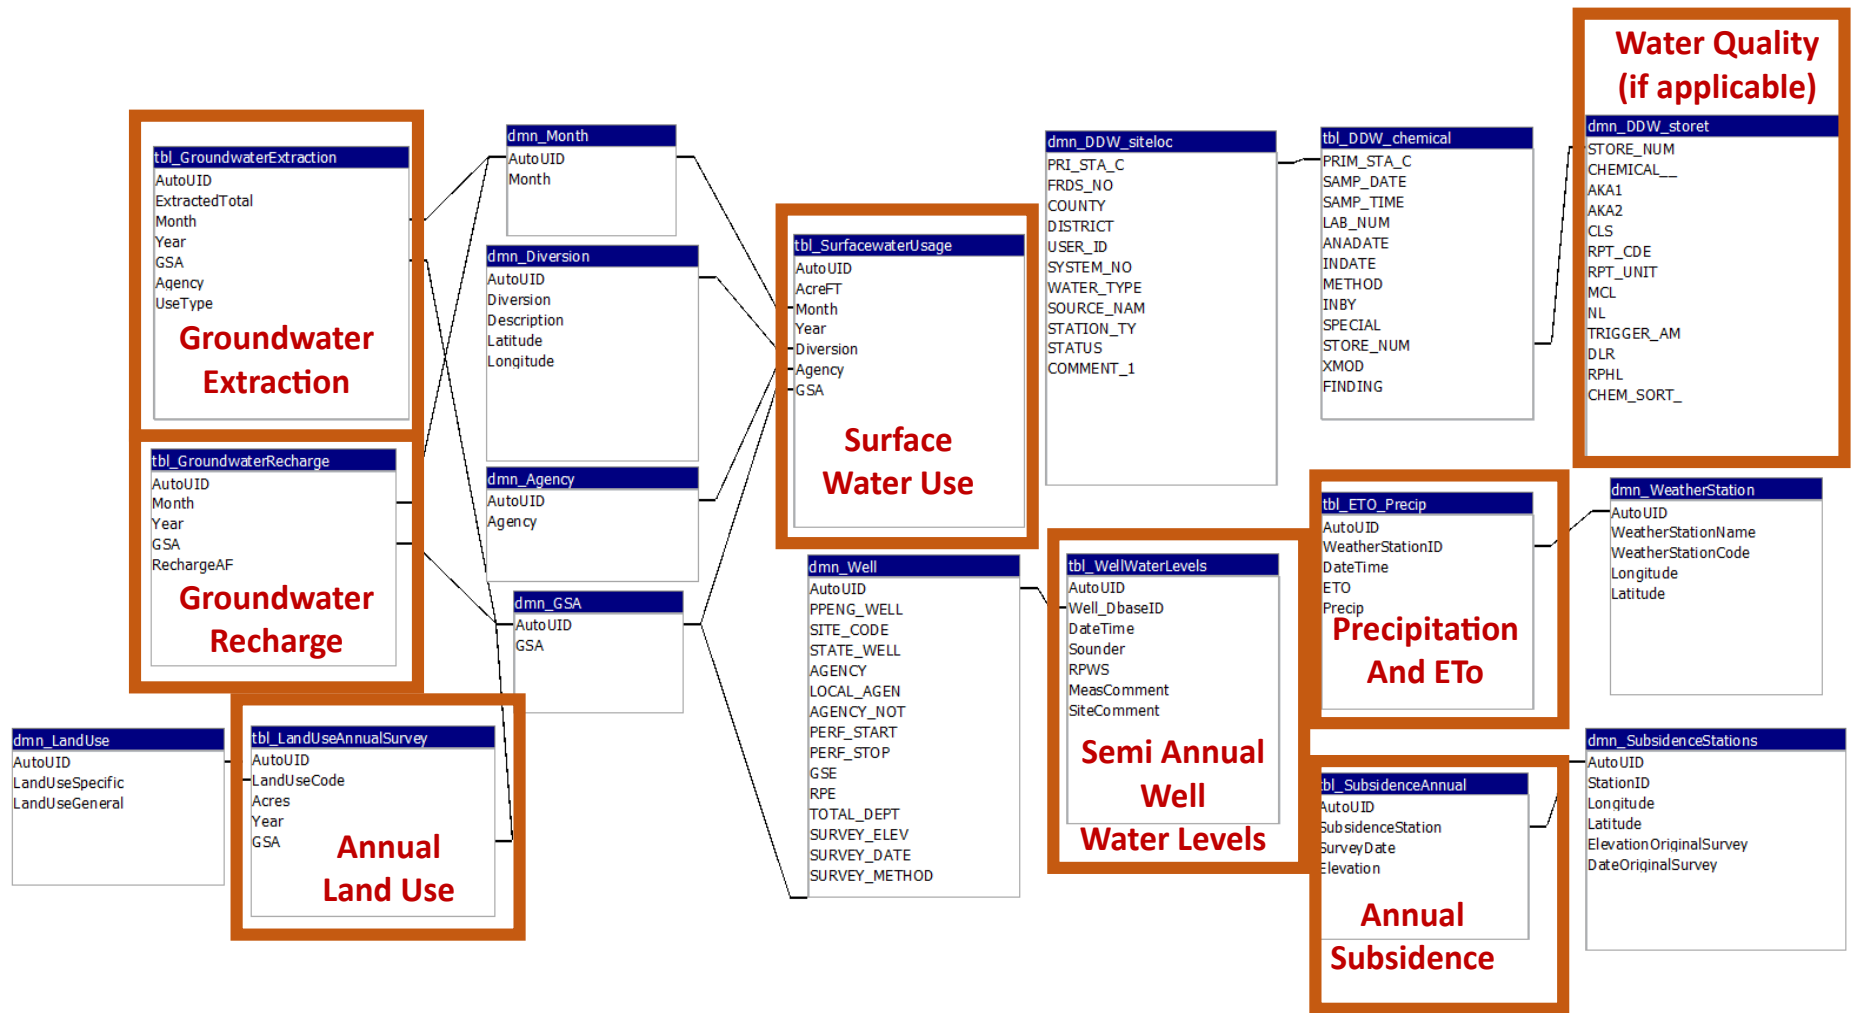 tbl_GroundwaterExtraction
AutoUID
ExtractedTotal
Month
Year
GSA
Agency
UseType
Groundwater
Extraction
tbl_GroundwaterRecharge
AutoUID
Month
Year
GSA
RechargeAF
Groundwater
Recharge
dmn_LandUse
AutoUID
LandUseSpecific
LandUseGeneral
tbl_LandUseAnnualSurvey
AutoUID
LandUseCode
Acres
Year
GSA
Annual
Land Use
dmn_Month
AutoUID
Month
dmn_Diversion
AutoUID
Diversion
Description
Latitude
Longitude
dmn_Agency
AutoUID
Agency
dmn_GSA
AutoUID
GSA
tbl_SurfacewaterUsage
AutoUID
AcreFT
Month
Year
Diversion
Agency
GSA
Surface
Water Use
dmn_Well
AutoUID
PPENG_WELL
SITE_CODE
STATE_WELL
AGENCY
LOCAL_AGEN
AGENCY_NOT
PERF_START
PERF_STOP
GSE
RPE
TOTAL_DEPT
SURVEY_ELEV
SURVEY_DATE
SURVEY_METHOD
dmn_DDW_siteloc
PRI_STA_C
FRDS_NO
COUNTY
DISTRICT
USER_ID
SYSTEM_NO
WATER_TYPE
SOURCE_NAM
STATION_TY
STATUS
COMMENT_1
tbl_WellWaterLevels
AutoUID
Well_DbaseID
DateTime
Sounder
RPWS
MeasComment
SiteComment
Semi Annual
Well
Water Levels
tbl_DDW_chemical
PRIM_STA_C
SAMP_DATE
SAMP_TIME
LAB_NUM
ANADATE
INDATE
METHOD
INBY
SPECIAL
STORE_NUM
XMOD
FINDING
Water Quality
(if applicable)
dmn_DDW_storet
STORE_NUM
CHEMICAL__
AKA1
AKA2
CLS
RPT_CDE
RPT_UNIT
MCL
NL
TRIGGER_AM
DLR
RPHL
CHEM_SORT_
tbl_ETO_Precip
AutoUID
WeatherStationID
DateTime
ETO
Precip
Precipitation
And ETo
dmn_WeatherStation
AutoUID
WeatherStationName
WeatherStationCode
Longitude
Latitude
tbl_SubsidenceAnnual
AutoUID
SubsidenceStation
SurveyDate
Elevation
Annual
Subsidence
dmn_SubsidenceStations
AutoUID
StationID
Longitude
Latitude
ElevationOriginalSurvey
DateOriginalSurvey